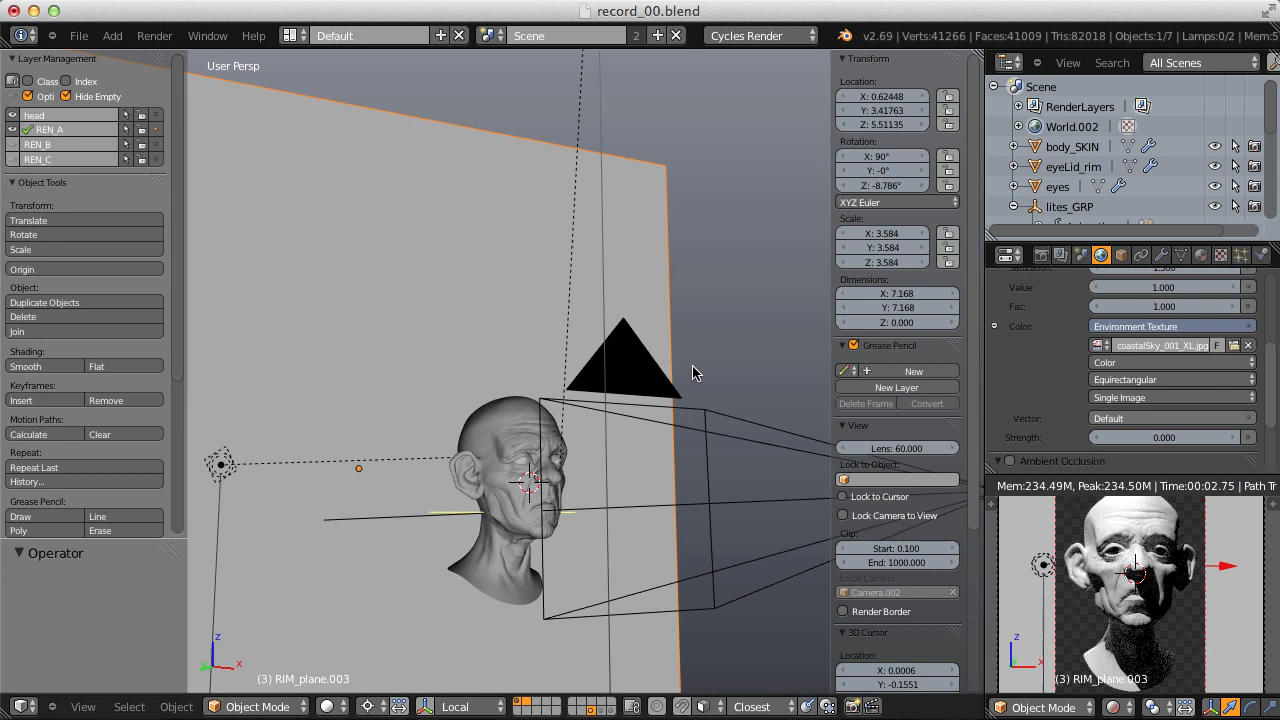 record_00.blend
File Add Render Window Help Default Scene 2 Cycles Render v2.69 | Verts:41266 | Faces:41009 | Tris:82018 | Objects:1/7 | Lamps:0/2 | Mem:5
Layer Management
Class Index
Opti Hide Empty
head
REN_A
REN_B
REN_C
Object Tools
Transform:
Translate
Rotate
Scale
Origin
Object:
Duplicate Objects
Delete
Join
Shading:
Smooth Flat
Keyframes:
Insert Remove
Motion Paths:
Calculate Clear
Repeat:
Repeat Last
History...
Grease Pencil:
Draw Line
Poly Erase
Operator
User Persp
z
x
(3) RIM_plane.003
Transform
Location:
X: 0.62448
Y: 3.41763
Z: 5.51135
Rotation:
X: 90°
Y: -0°
Z: -8.786°
XYZ Euler
Scale:
X: 3.584
Y: 3.584
Z: 3.584
Dimensions:
X: 7.168
Y: 7.168
Z: 0.000
Grease Pencil
New
New Layer
Delete Frame Convert
View
Lens: 60.000
Lock to Object:
Lock to Cursor
Lock Camera to View
Clip:
Start: 0.100
End: 1000.000
Local Camera:
Camera.002
Render Border
3D Cursor
Location:
X: 0.0006
Y: -0.1551
View Search All Scenes
Scene
RenderLayers
World.002
body_SKIN
eyeLid_rim
eyes
lites_GRP
Value: 1.000
Fac: 1.000
Color: Environment Texture
coastalSky_001_XL.jpg F
Color
Equirectangular
Single Image
Vector: Default
Strength: 0.000
Ambient Occlusion
Mem:234.49M, Peak:234.50M | Time:00:02.75 | Path Tr
z
x
(3) RIM_plane.003
View Select Object Object Mode Local Closest
Object Mode